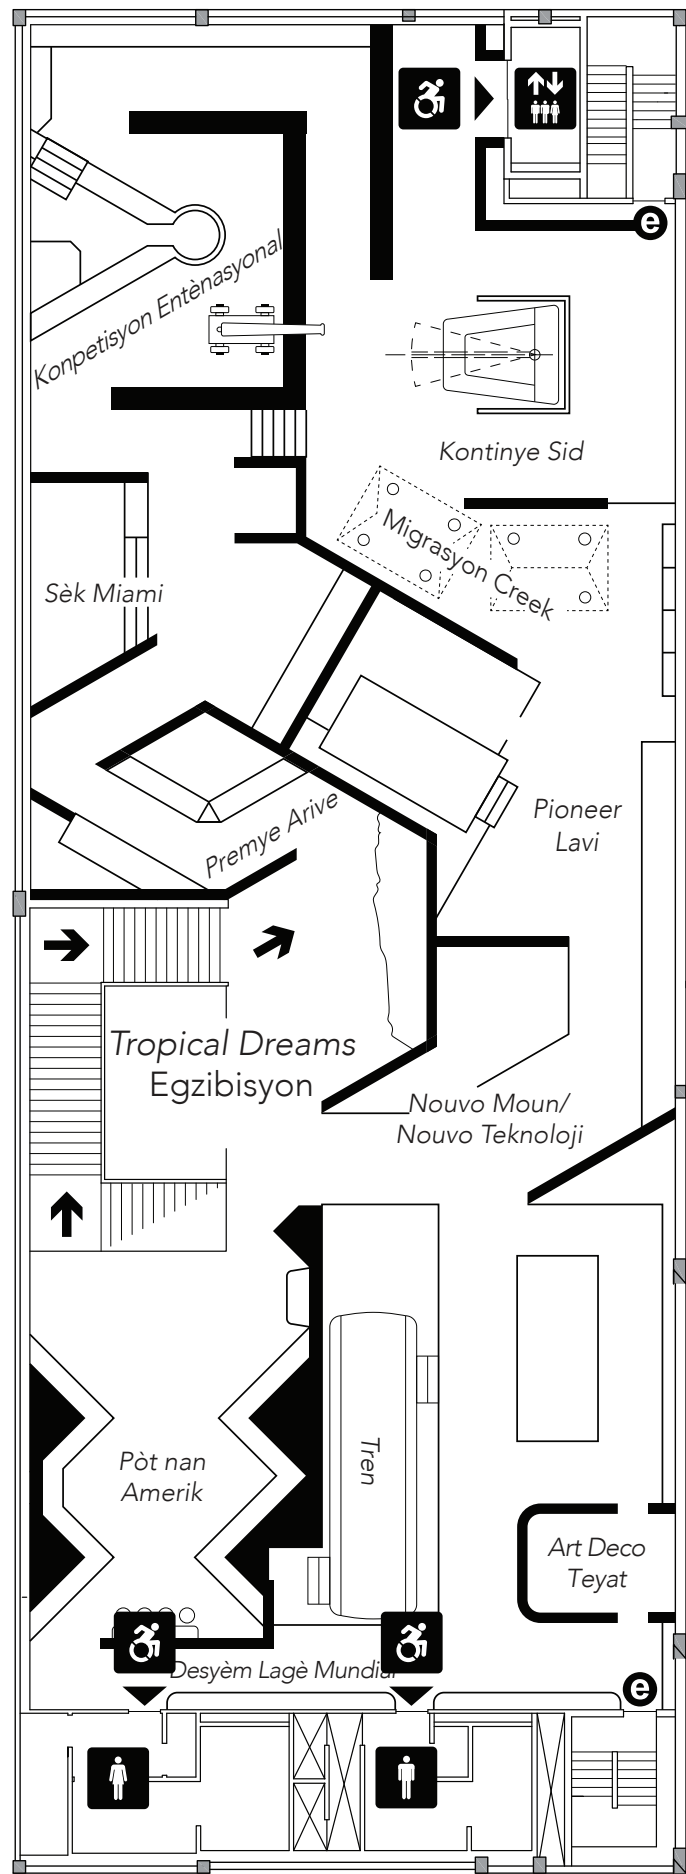 e
Konpetisyon Entènasyonal
Kontinye Sid
Migrasyon Creek
Sèk Miami
Premye Arive
Pioneer
Lavi
Tropical Dreams
Egzibisyon
Nouvo Moun/
Nouvo Teknoloji
Pòt nan
Amerik
Tren
Art Deco
Teyat
Desyèm Lagè Mundial
e